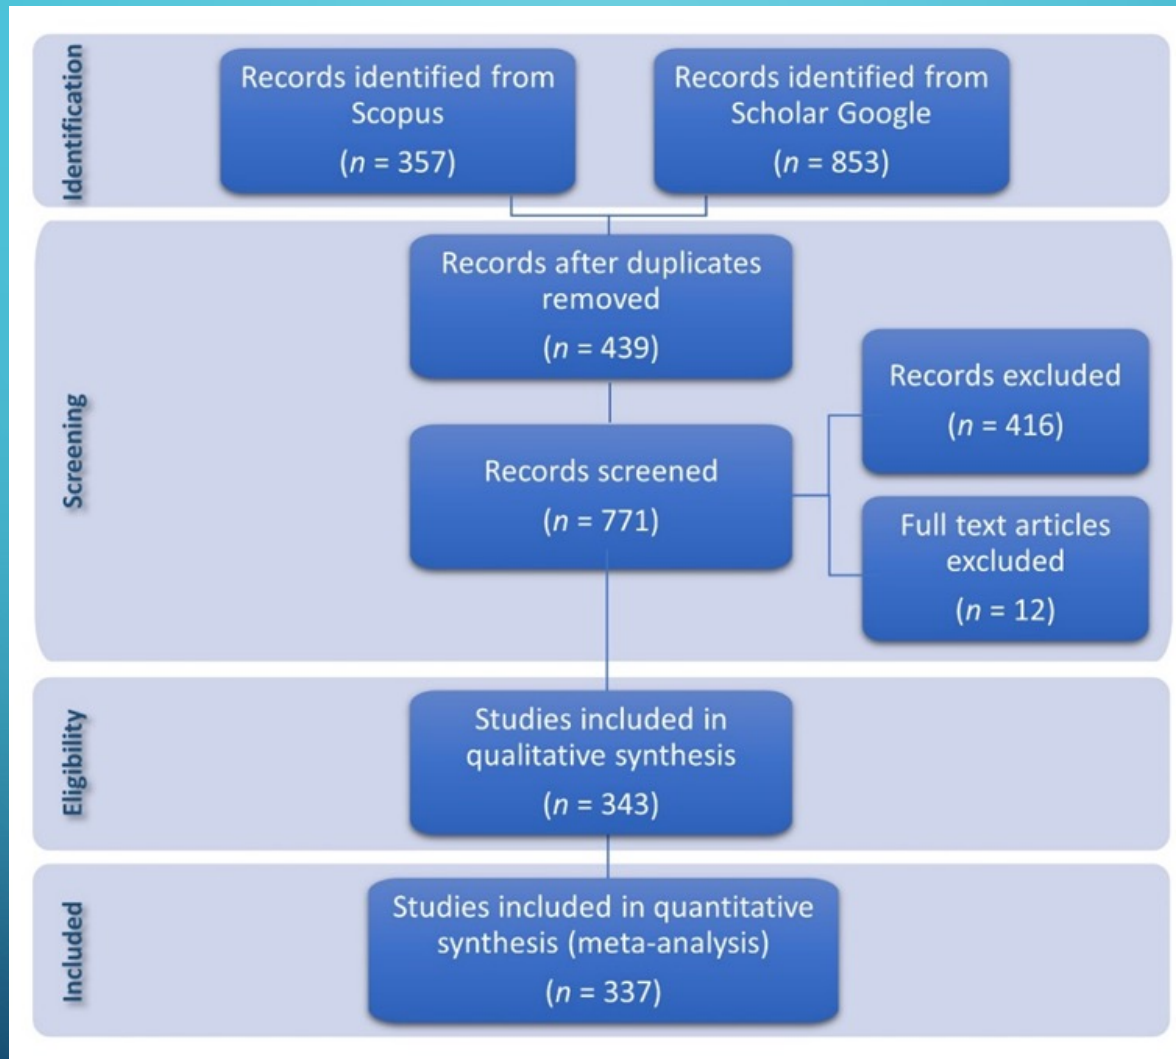 Identification
Records identified from
Scopus
(n = 357)
Records identified from
Scholar Google
(n = 853)
Screening
Records after duplicates
removed
(n = 439)
Records screened
(n = 771)
Records excluded
(n = 416)
Full text articles
excluded
(n = 12)
Eligibility
Studies included in
qualitative synthesis
(n = 343)
Included
Studies included in quantitative
synthesis (meta-analysis)
(n = 337)